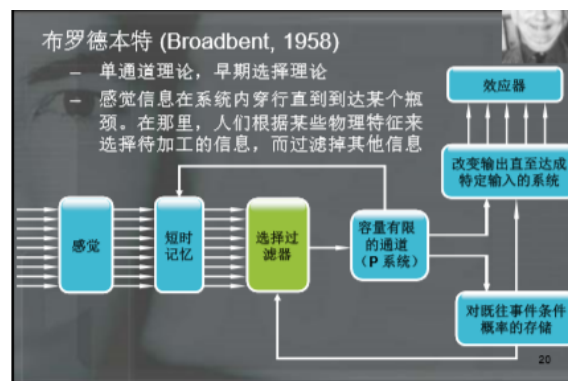 布罗德本特 (Broadbent, 1958)
– 单通道理论，早期选择理论
– 感觉信息在系统内穿行直到到达某个瓶
颈。在那里，人们根据某些物理特征来
选择待加工的信息，而过滤掉其他信息
效应器
改变输出直至达成
特定输入的系统
感觉
短时
记忆
选择过
滤器
容量有限
的通道
（P 系统）
对既往事件条件
概率的存储
20